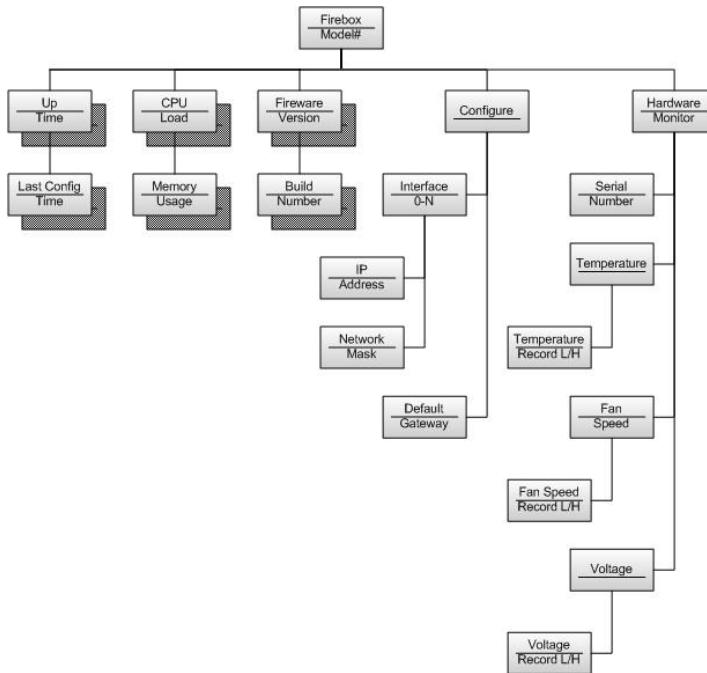 Firebox
Model#
Up
Time
CPU
Load
Fireware
Version
Configure
Hardware
Monitor
Last Config
Time
Memory
Usage
Build
Number
Interface
0-N
Serial
Number
IP
Address
Temperature
Network
Mask
Temperature
Record L/H
Default
Gateway
Fan
Speed
Fan Speed
Record L/H
Voltage
Voltage
Record L/H